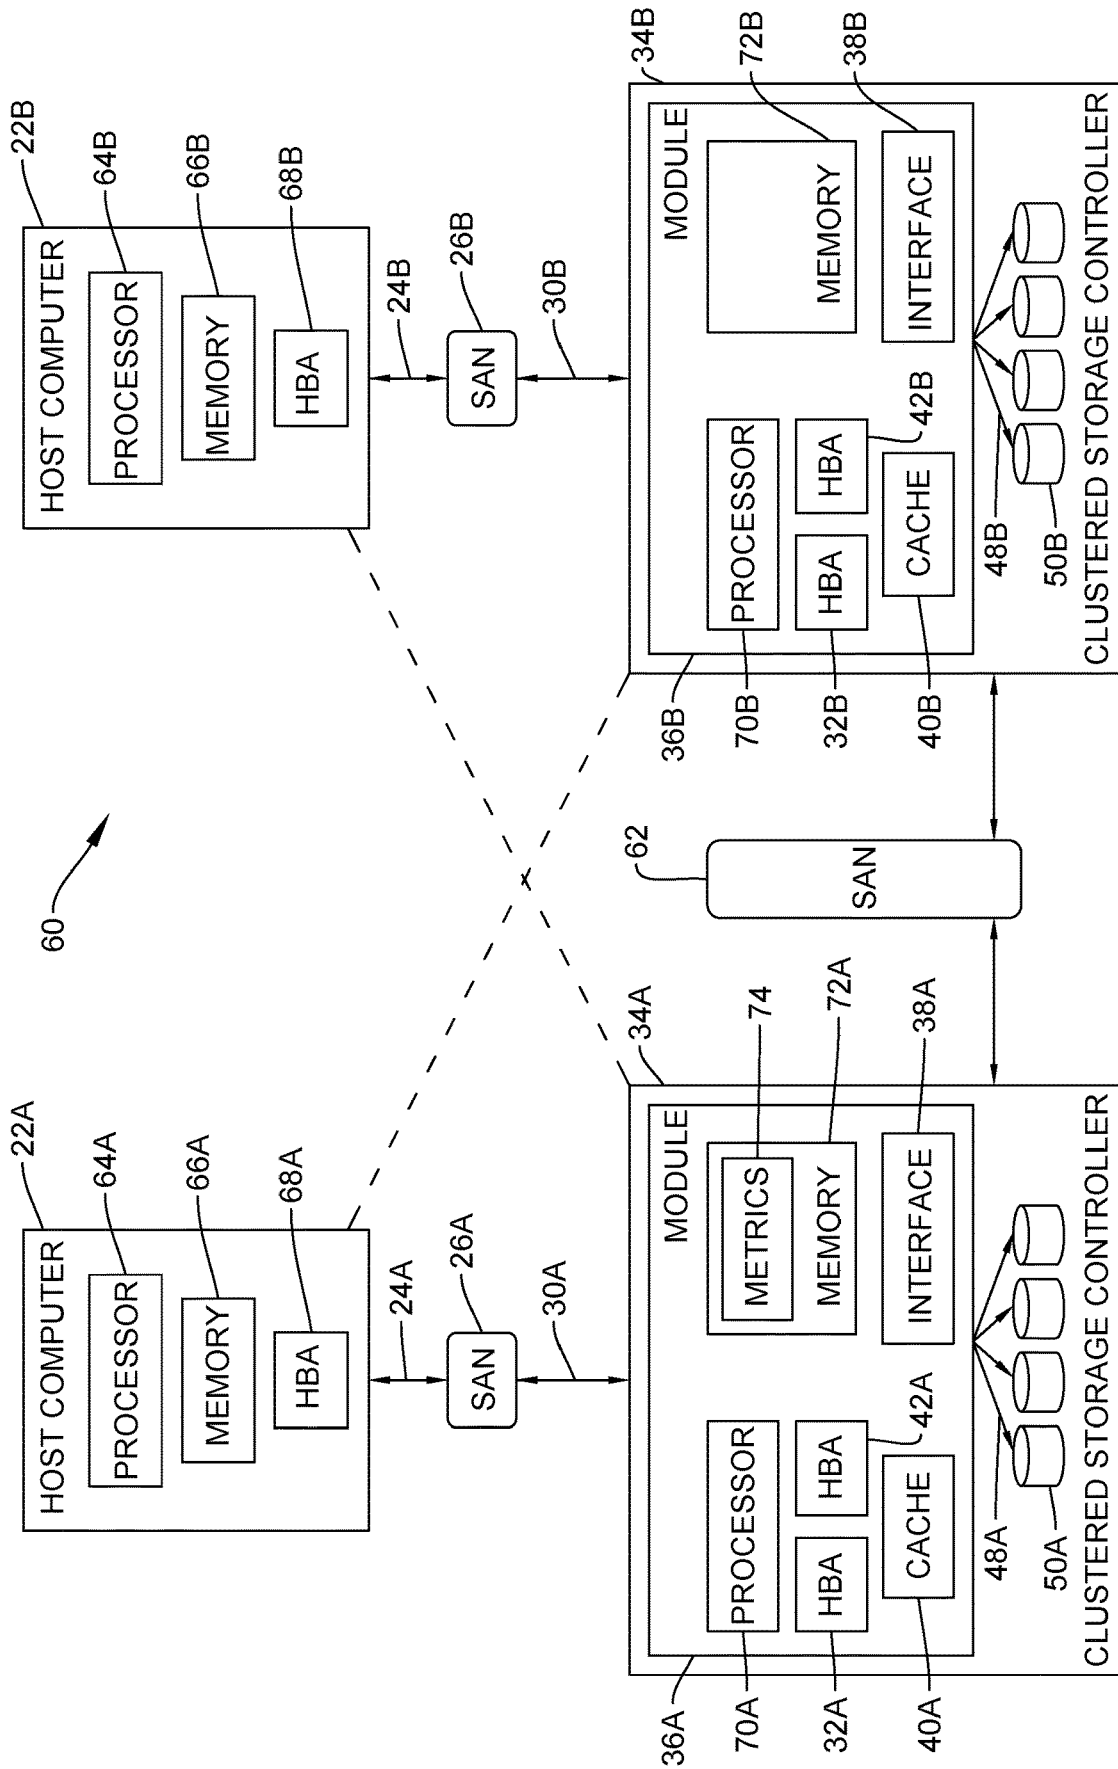 60
22A
HOST COMPUTER
PROCESSOR
64A
MEMORY
66A
HBA
68A
24A
SAN
26A
30A
22B
HOST COMPUTER
PROCESSOR
64B
MEMORY
66B
HBA
68B
24B
SAN
26B
30B
34A
36A
MODULE
PROCESSOR
70A
METRICS
74
MEMORY
72A
HBA
32A
HBA
42A
CACHE
40A
INTERFACE
38A
48A
50A
CLUSTERED STORAGE CONTROLLER
62
SAN
34B
36B
MODULE
PROCESSOR
70B
MEMORY
72B
HBA
32B
HBA
42B
CACHE
40B
INTERFACE
38B
48B
50B
CLUSTERED STORAGE CONTROLLER